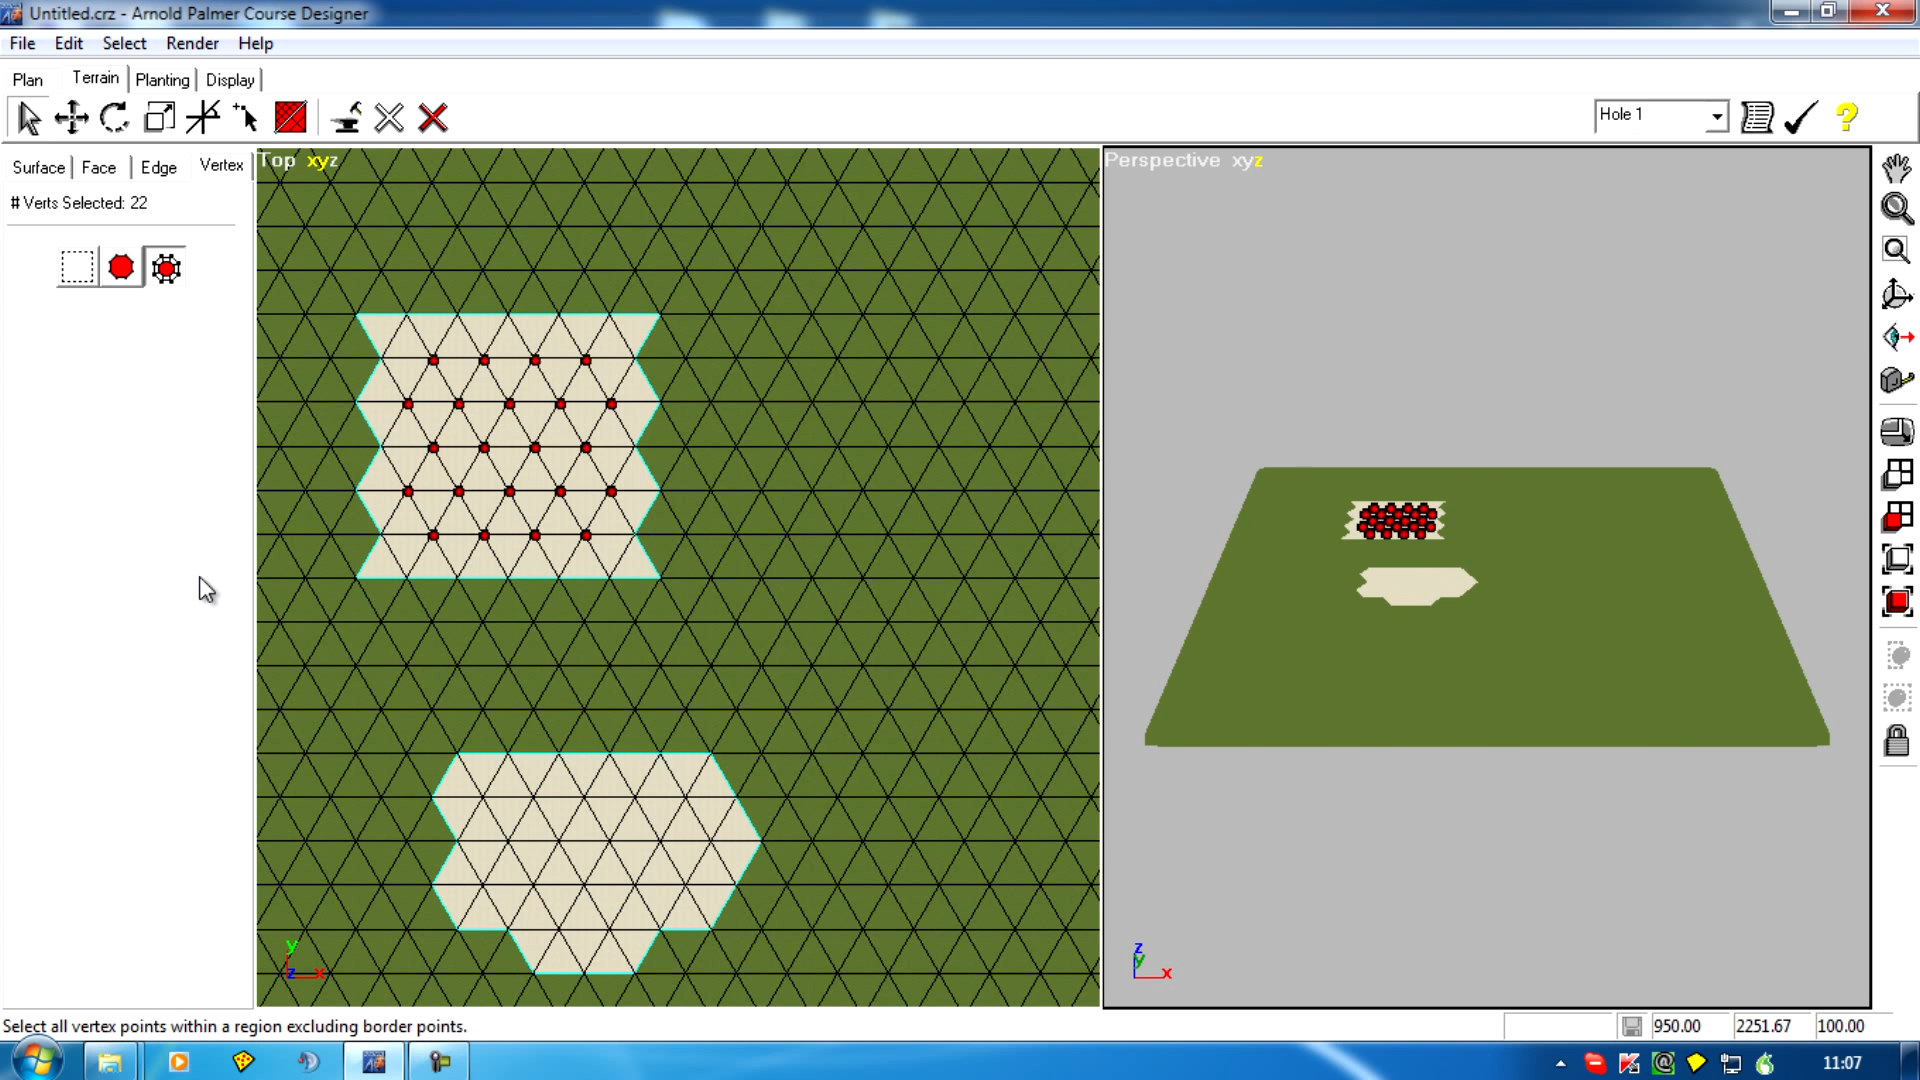 Untitled.crz - Arnold Palmer Course Designer
File Edit Select Render Help
Plan Terrain Planting Display
Hole 1
Surface Face Edge Vertex
# Verts Selected: 22
Top xyz
Perspective xyz
y
z x
z
y
x
Select all vertex points within a region excluding border points.
950.00 2251.67 100.00
11:07